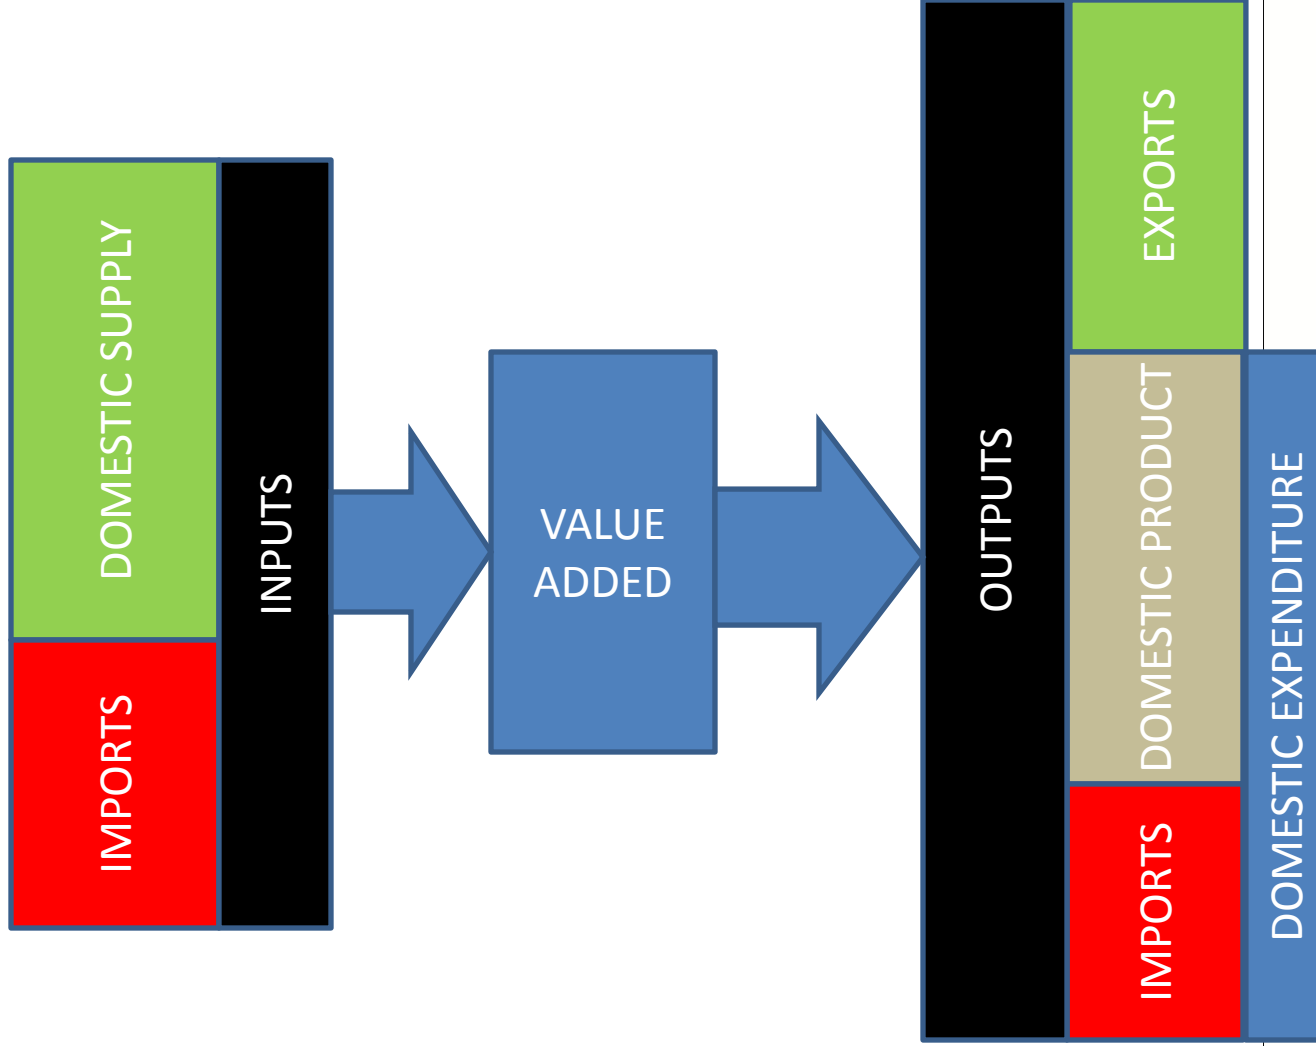 DOMESTIC SUPPLY
IMPORTS
INPUTS
VALUE
ADDED
OUTPUTS
EXPORTS
DOMESTIC PRODUCT
IMPORTS
DOMESTIC EXPENDITURE